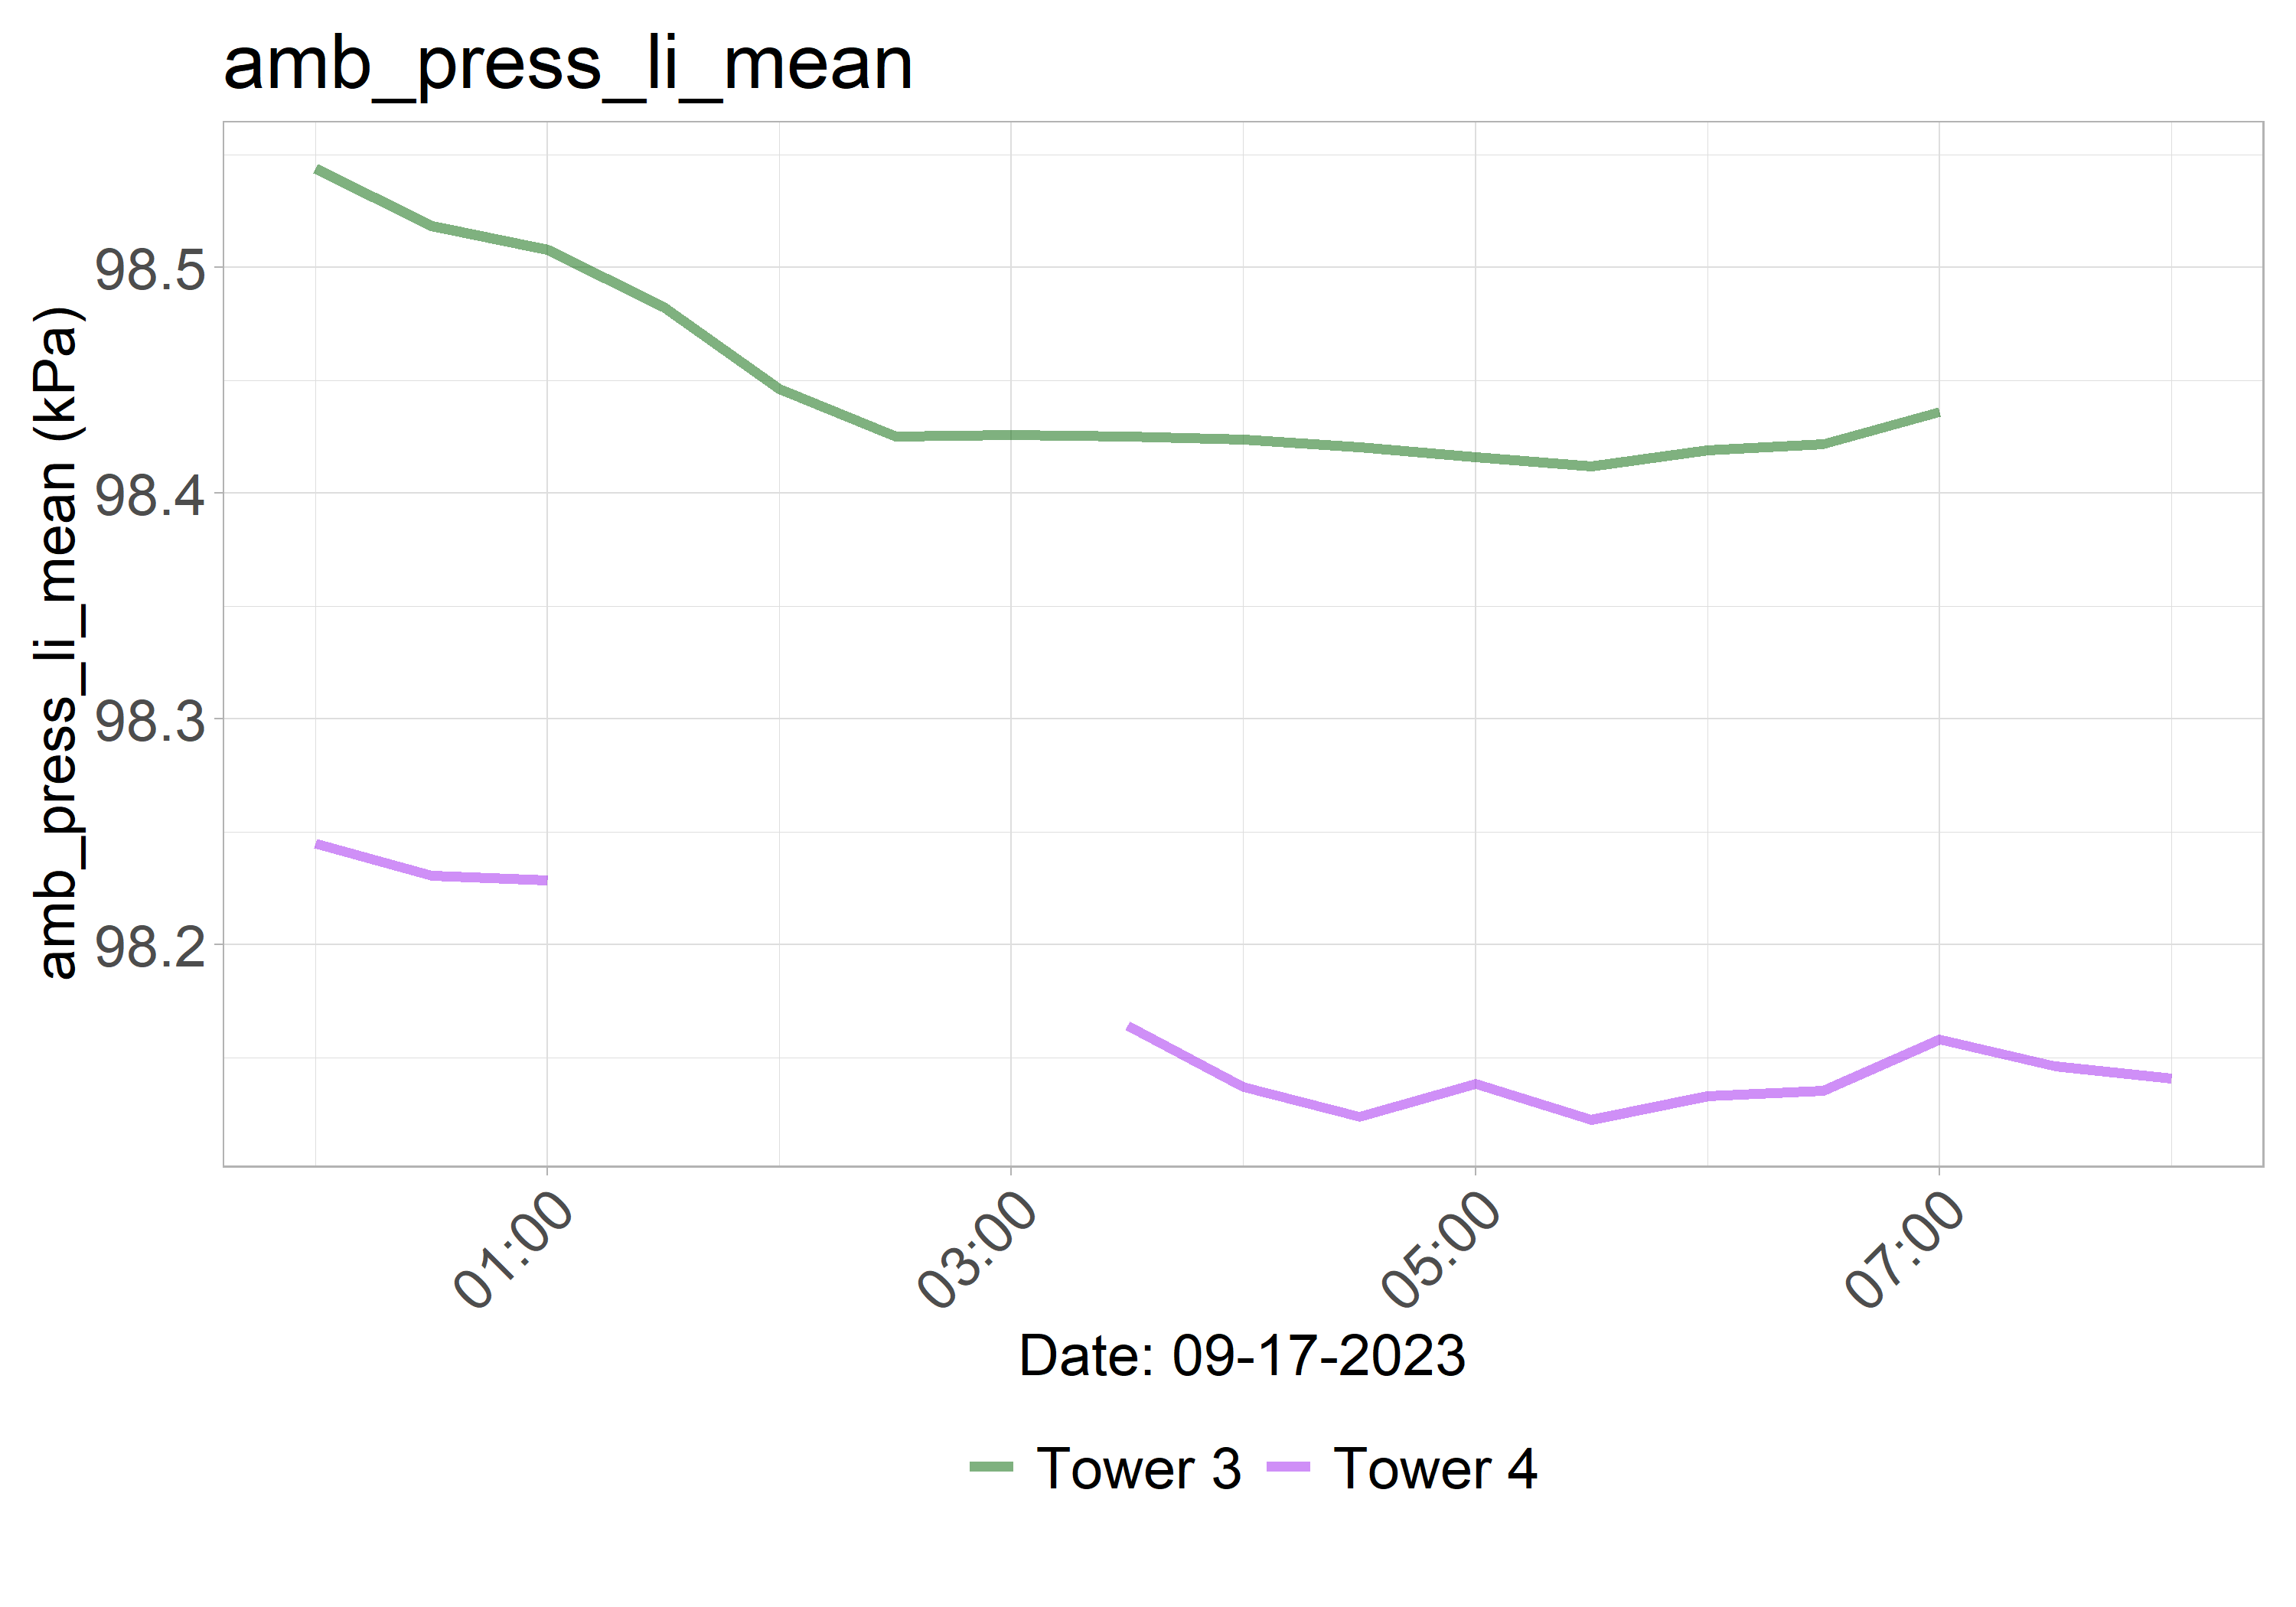 amb_press_li_mean
amb_press_li_mean (kPa)
98.5
98.4
98.3
98.2
01:00
03:00
05:00
07:00
Date: 09-17-2023
Tower 3
Tower 4